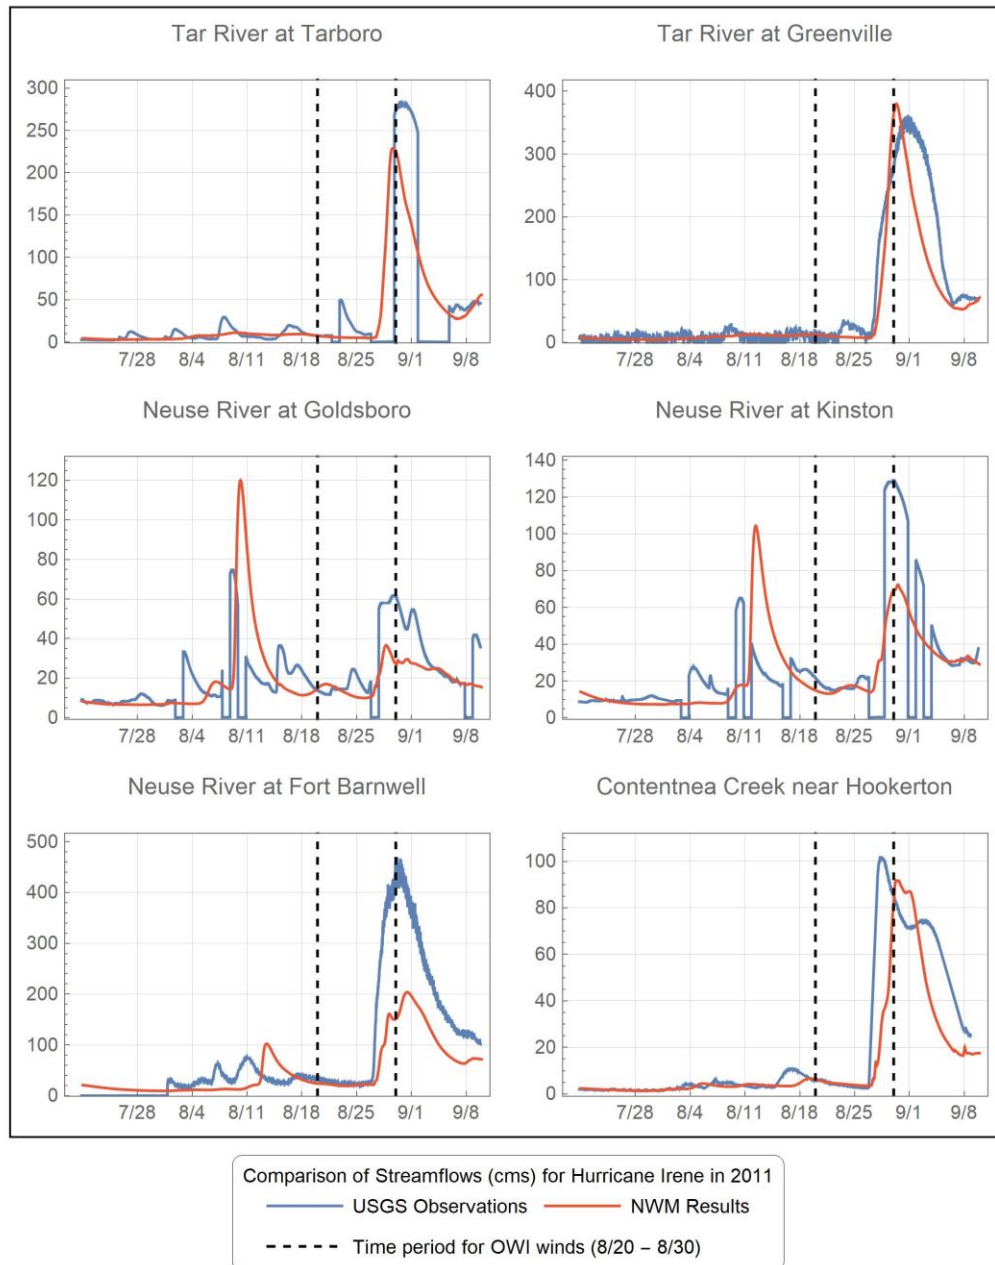 Tar River at Tarboro
300
250
200
150
100
50
0
7/28 8/4 8/11 8/18 8/25 9/1 9/8
Tar River at Greenville
400
300
200
100
0
7/28 8/4 8/11 8/18 8/25 9/1 9/8
Neuse River at Goldsboro
120
100
80
60
40
20
0
7/28 8/4 8/11 8/18 8/25 9/1 9/8
Neuse River at Kinston
140
120
100
80
60
40
20
0
7/28 8/4 8/11 8/18 8/25 9/1 9/8
Neuse River at Fort Barnwell
500
400
300
200
100
0
7/28 8/4 8/11 8/18 8/25 9/1 9/8
Contentnea Creek near Hookerton
100
80
60
40
20
0
7/28 8/4 8/11 8/18 8/25 9/1 9/8
Comparison of Streamflows (cms) for Hurricane Irene in 2011
USGS Observations NWM Results
Time period for OWI winds (8/20 – 8/30)